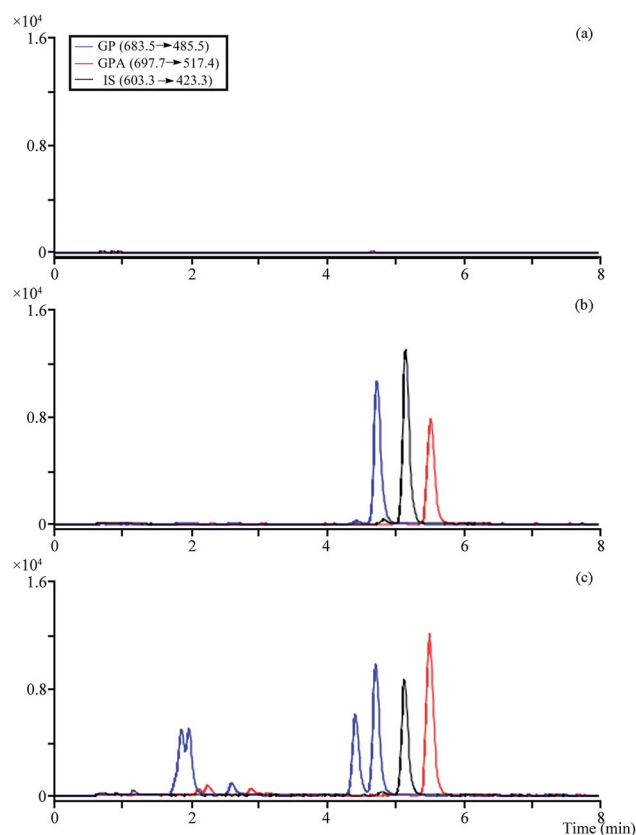 ×10⁴
(a)
1.6
GP (683.5→485.5)
GPA (697.7→517.4)
IS (603.3→423.3)
0.8
0
0 2 4 6 8
×10⁴
(b)
1.6
0.8
0
0 2 4 6 8
×10⁴
(c)
1.6
0.8
0
0 2 4 6 8
Time (min)